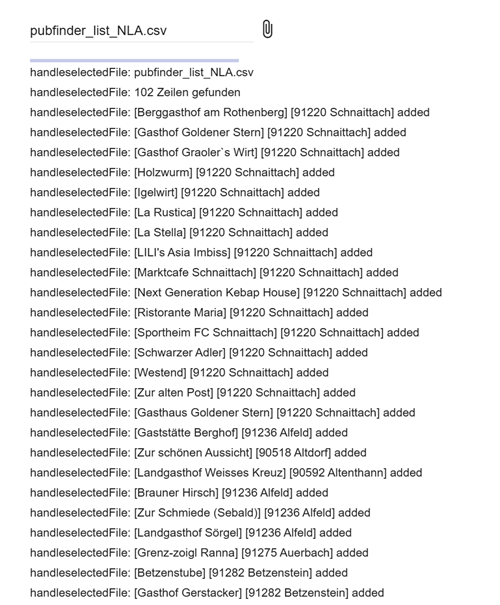 pubfinder_list_NLA.csv
handleselectedFile: pubfinder_list_NLA.csv
handleselectedFile: 102 Zeilen gefunden
handleselectedFile: [Berggasthof am Rothenberg] [91220 Schnaittach] added
handleselectedFile: [Gasthof Goldener Stern] [91220 Schnaittach] added
handleselectedFile: [Gasthof Graoler`s Wirt] [91220 Schnaittach] added
handleselectedFile: [Holzwurm] [91220 Schnaittach] added
handleselectedFile: [Igelwirt] [91220 Schnaittach] added
handleselectedFile: [La Rustica] [91220 Schnaittach] added
handleselectedFile: [La Stella] [91220 Schnaittach] added
handleselectedFile: [LILI's Asia Imbiss] [91220 Schnaittach] added
handleselectedFile: [Marktcafe Schnaittach] [91220 Schnaittach] added
handleselectedFile: [Next Generation Kebap House] [91220 Schnaittach] added
handleselectedFile: [Ristorante Maria] [91220 Schnaittach] added
handleselectedFile: [Sportheim FC Schnaittach] [91220 Schnaittach] added
handleselectedFile: [Schwarzer Adler] [91220 Schnaittach] added
handleselectedFile: [Westend] [91220 Schnaittach] added
handleselectedFile: [Zur alten Post] [91220 Schnaittach] added
handleselectedFile: [Gasthaus Goldener Stern] [91220 Schnaittach] added
handleselectedFile: [Gaststätte Berghof] [91236 Alfeld] added
handleselectedFile: [Zur schönen Aussicht] [90518 Altdorf] added
handleselectedFile: [Landgasthof Weisses Kreuz] [90592 Altenthann] added
handleselectedFile: [Brauner Hirsch] [91236 Alfeld] added
handleselectedFile: [Zur Schmiede (Sebald)] [91236 Alfeld] added
handleselectedFile: [Landgasthof Sörgel] [91236 Alfeld] added
handleselectedFile: [Grenz-zoigl Ranna] [91275 Auerbach] added
handleselectedFile: [Betzenstube] [91282 Betzenstein] added
handleselectedFile: [Gasthof Gerstacker] [91282 Betzenstein] added